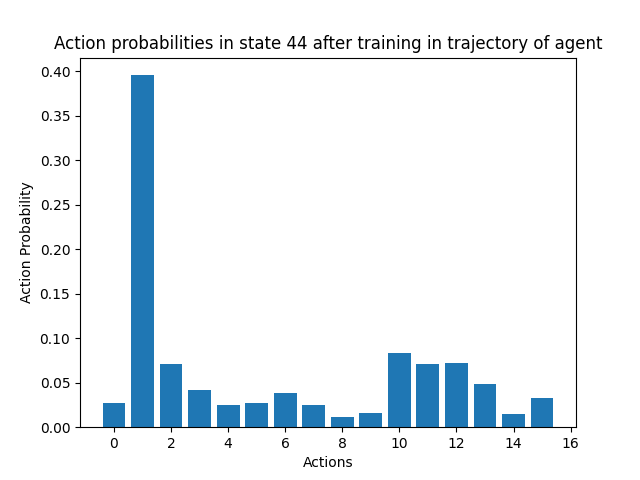 Action probabilities in state 44 after training in trajectory of agent
0.40
0.35
0.30
0.25
0.20
0.15
0.10
0.05
0.00
Action Probability
0 2 4 6 8 10 12 14 16
Actions